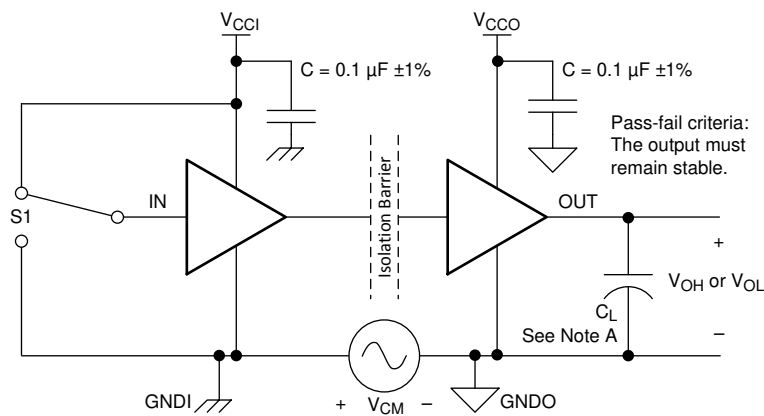 VCCI
VCCO
C = 0.1 µF ±1%
C = 0.1 µF ±1%
Pass-fail criteria:
The output must
remain stable.
Isolation Barrier
IN
OUT
S1
+
VOH or VOL
–
CL
See Note A
GNDI
+ VCM –
GNDO